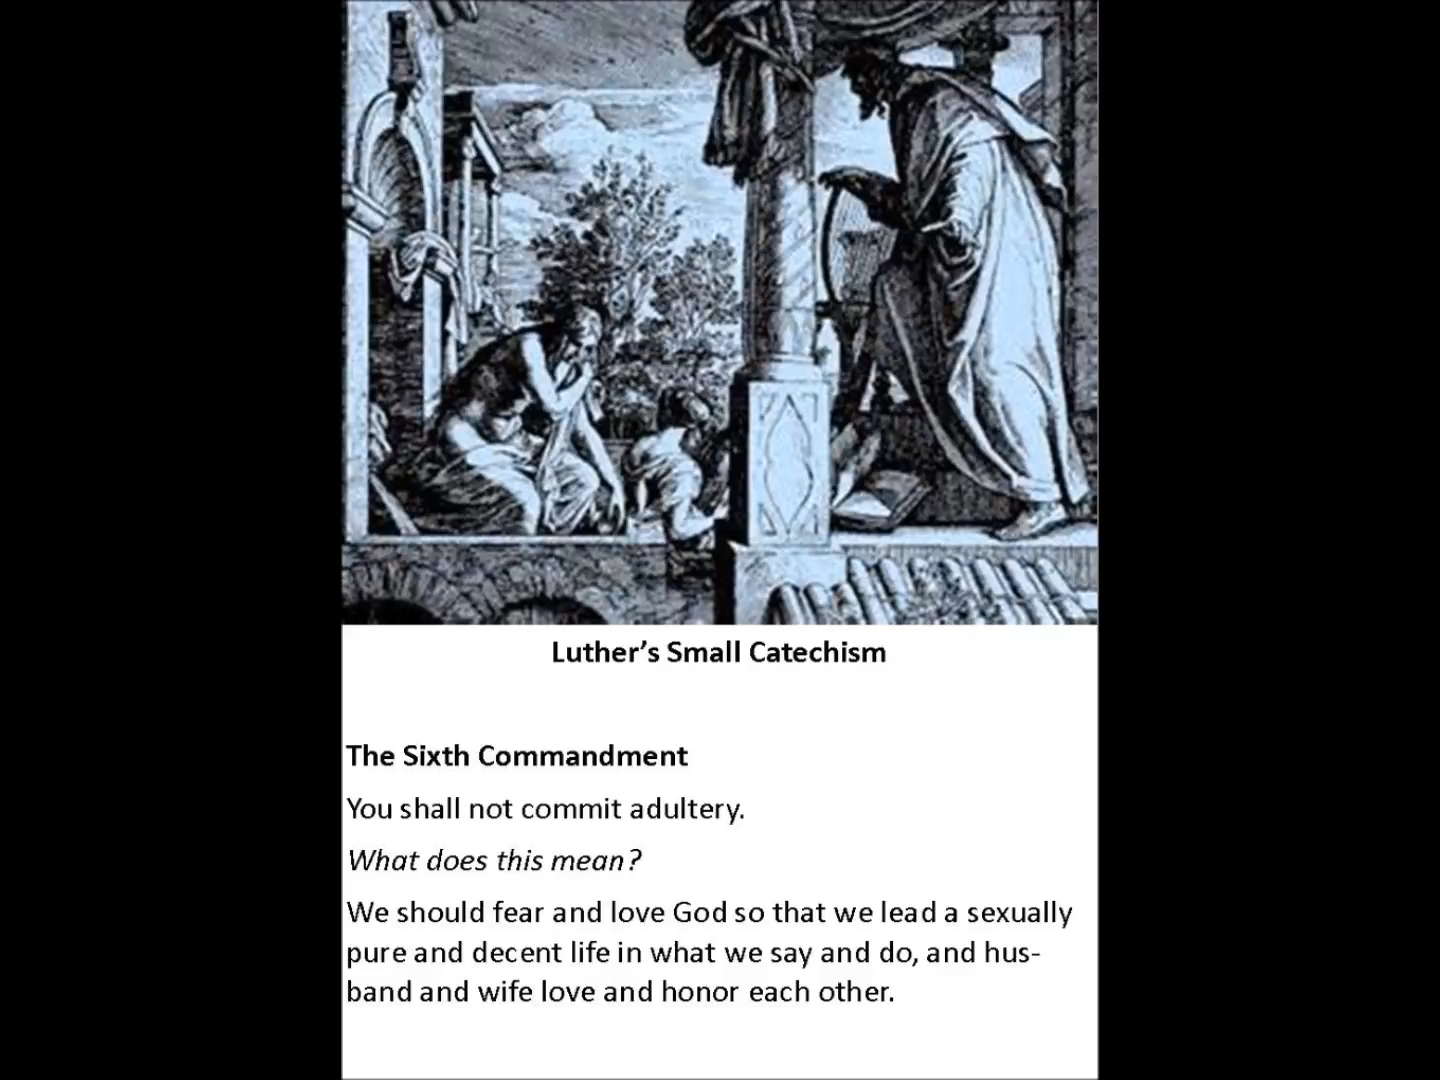 Luther’s Small Catechism
The Sixth Commandment
You shall not commit adultery.
What does this mean?
We should fear and love God so that we lead a sexually
pure and decent life in what we say and do, and hus-
band and wife love and honor each other.